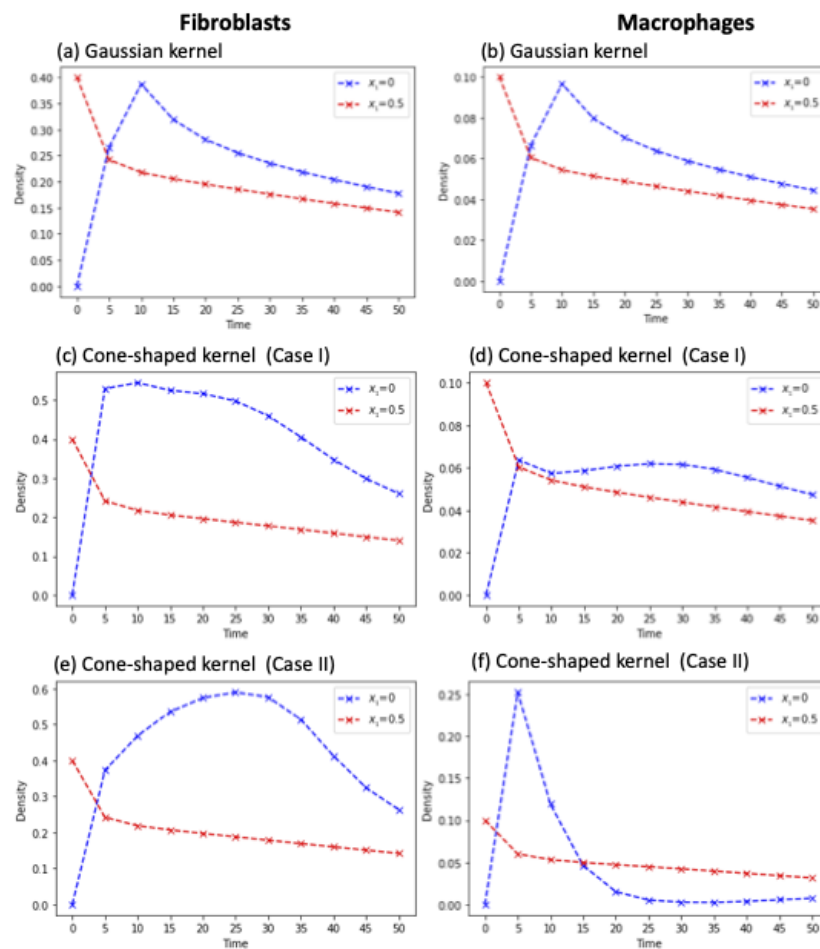 Fibroblasts
Macrophages
(a) Gaussian kernel
0.40
0.35
0.30
0.25
0.20
0.15
0.10
0.05
0.00
Density
x₁=0
x₁=0.5
0 5 10 15 20 25 30 35 40 45 50
Time
(b) Gaussian kernel
0.10
0.08
0.06
0.04
0.02
0.00
Density
x₁=0
x₁=0.5
0 5 10 15 20 25 30 35 40 45 50
Time
(c) Cone-shaped kernel (Case I)
0.5
0.4
0.3
0.2
0.1
0.0
Density
x₁=0
x₁=0.5
0 5 10 15 20 25 30 35 40 45 50
Time
(d) Cone-shaped kernel (Case I)
0.10
0.08
0.06
0.04
0.02
0.00
Density
x₁=0
x₁=0.5
0 5 10 15 20 25 30 35 40 45 50
Time
(e) Cone-shaped kernel (Case II)
0.6
0.5
0.4
0.3
0.2
0.1
0.0
Density
x₁=0
x₁=0.5
0 5 10 15 20 25 30 35 40 45 50
Time
(f) Cone-shaped kernel (Case II)
0.25
0.20
0.15
0.10
0.05
0.00
Density
x₁=0
x₁=0.5
0 5 10 15 20 25 30 35 40 45 50
Time